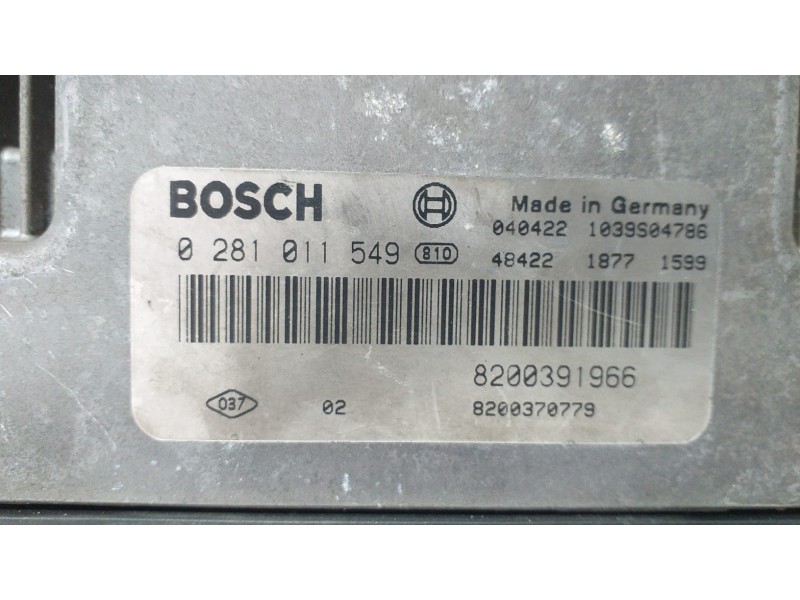 BOSCH
Made in Germany
040422 1039S04786
0 281 011 549 810
48422 1877 1599
8200391966
037 02 8200370779